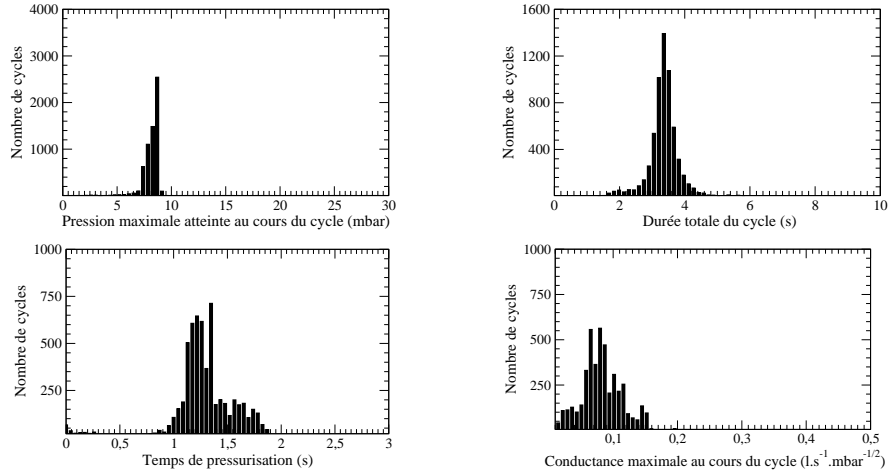 4000
3000
2000
1000
0 5 10 15 20 25 30
Nombre de cycles
Pression maximale atteinte au cours du cycle (mbar)
1600
1200
800
400
0 2 4 6 8 10
Nombre de cycles
Durée totale du cycle (s)
1000
750
500
250
0 0,5 1 1,5 2 2,5 3
Nombre de cycles
Temps de pressurisation (s)
1000
750
500
250
0,1 0,2 0,3 0,4 0,5
Nombre de cycles
Conductance maximale au cours du cycle (l.s⁻¹.mbar⁻¹/²)